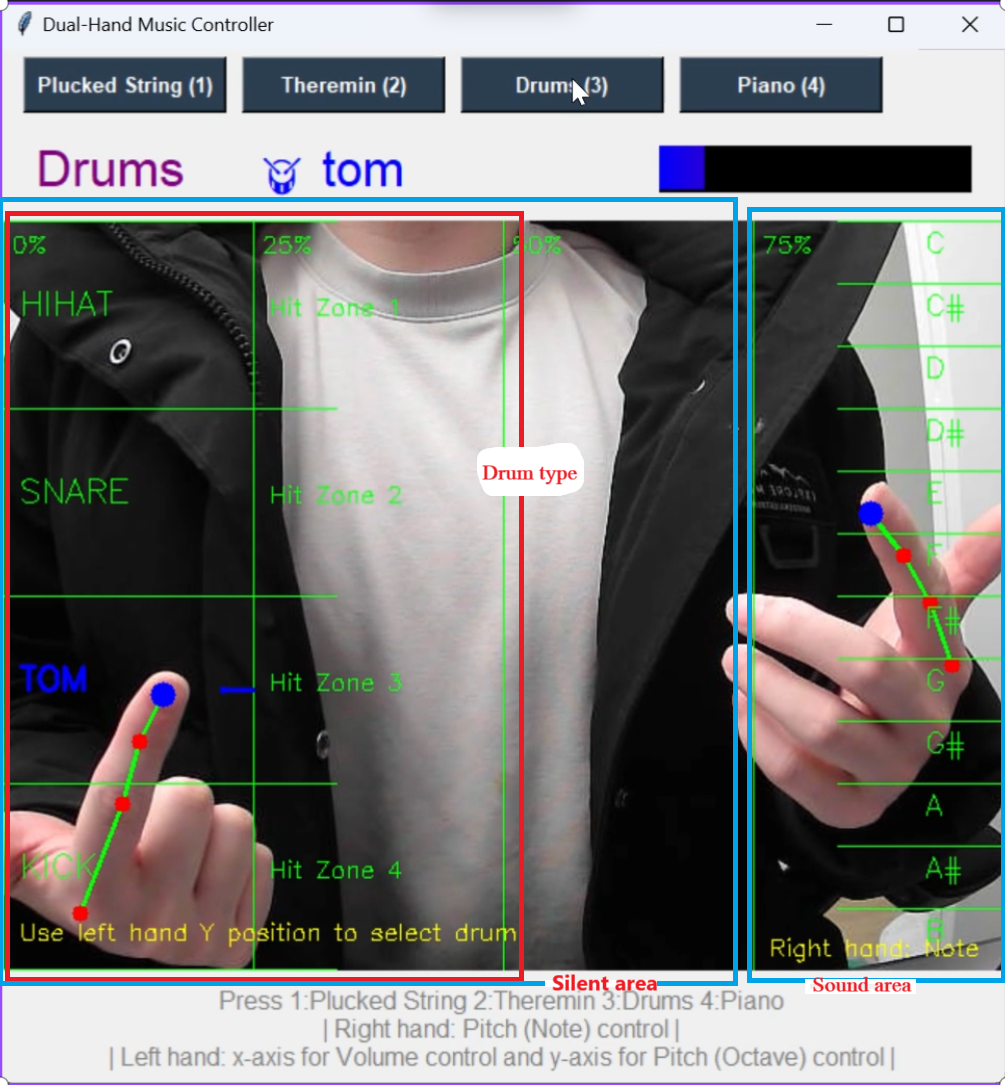 Dual-Hand Music Controller
Plucked String (1) Theremin (2) Drums (3) Piano (4)
Drums tom
0% 25% 50% 75% C
HIHAT Hit Zone 1 C#
D
D#
Drum type
SNARE Hit Zone 2 E
F
F#
TOM Hit Zone 3 G
G#
A
KICK Hit Zone 4 A#
B
Use left hand Y position to select drum
Right hand: Note
Silent area Sound area
Press 1:Plucked String 2:Theremin 3:Drums 4:Piano
| Right hand: Pitch (Note) control |
| Left hand: x-axis for Volume control and y-axis for Pitch (Octave) control |